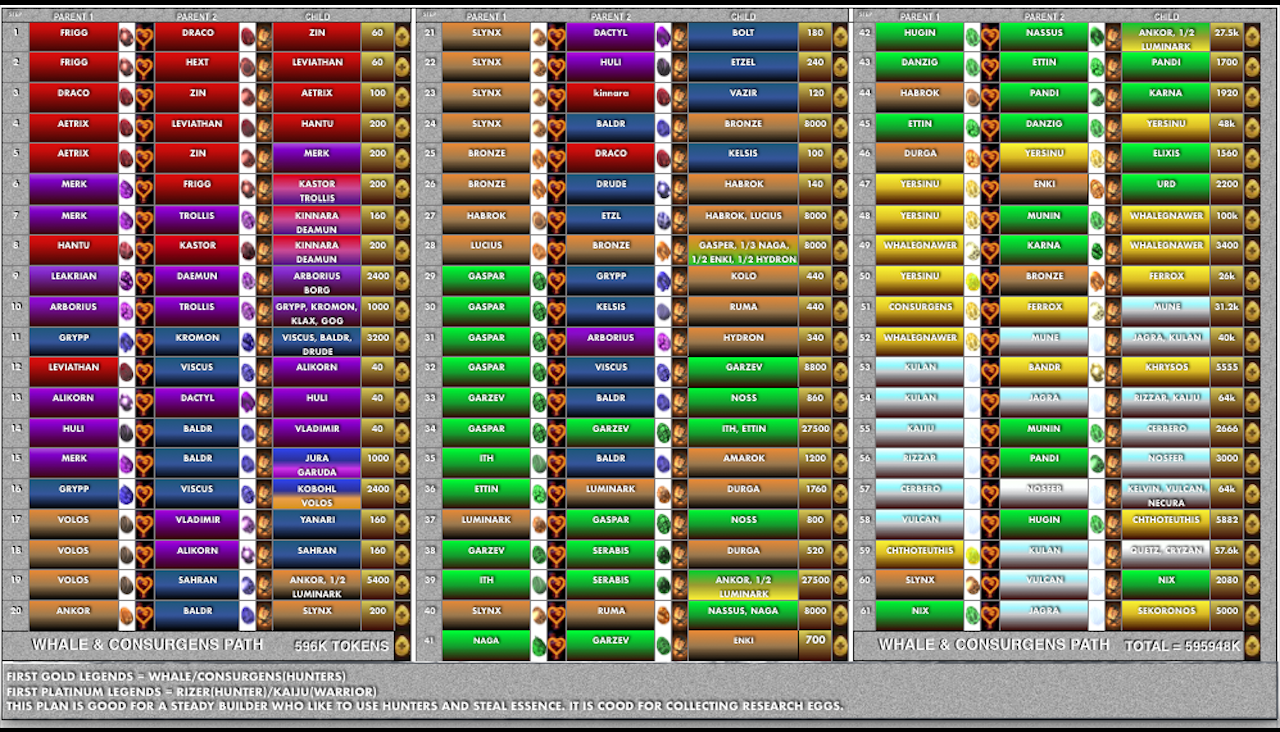 STEP PARENT 1 PARENT 2 CHILD
1 FRIGG DRACO ZIN 60
2 FRIGG HEXT LEVIATHAN 60
3 DRACO ZIN AETRIX 100
4 AETRIX LEVIATHAN HANTU 200
5 AETRIX ZIN MERK 200
6 MERK FRIGG KASTOR TROLLIS 200
7 MERK TROLLIS KINNARA DEAMUN 160
8 HANTU KASTOR KINNARA DEAMUN 200
9 LEAKRIAN DAEMUN ARBORIUS BORG 2400
10 ARBORIUS TROLLIS GRYPP, KROMON, KLAX, GOG 1000
11 GRYPP KROMON VISCUS, BALDR, DRUDE 3200
12 LEVIATHAN VISCUS ALIKORN 40
13 ALIKORN DACTYL HULI 40
14 HULI BALDR VLADIMIR 40
15 MERK BALDR JURA GARUDA 1000
16 GRYPP VISCUS KOBOHL VOLOS 2400
17 VOLOS VLADIMIR YANARI 160
18 VOLOS ALIKORN SAHRAN 160
19 VOLOS SAHRAN ANKOR, 1/2 LUMINARK 5400
20 ANKOR BALDR SLYNX 200
WHALE & CONSURGENS PATH 596K TOKENS
STEP PARENT 1 PARENT 2 CHILD
21 SLYNX DACTYL BOLT 180
22 SLYNX HULI ETZEL 240
23 SLYNX kinnara VAZIR 120
24 SLYNX BALDR BRONZE 8000
25 BRONZE DRACO KELSIS 100
26 BRONZE DRUDE HABROK 140
27 HABROK ETZL HABROK, LUCIUS 8000
28 LUCIUS BRONZE GASPER, 1/3 NAGA, 1/2 ENKI, 1/2 HYDRON 8000
29 GASPAR GRYPP KOLO 440
30 GASPAR KELSIS RUMA 440
31 GASPAR ARBORIUS HYDRON 340
32 GASPAR VISCUS GARZEV 8800
33 GARZEV BALDR NOSS 860
34 GASPAR GARZEV ITH, ETTIN 27500
35 ITH BALDR AMAROK 1200
36 ETTIN LUMINARK DURGA 1760
37 LUMINARK GASPAR NOSS 800
38 GARZEV SERABIS DURGA 520
39 ITH SERABIS ANKOR, 1/2 LUMINARK 27500
40 SLYNX RUMA NASSUS, NAGA 8000
41 NAGA GARZEV ENKI 700
STEP PARENT 1 PARENT 2 CHILD
42 HUGIN NASSUS ANKOR, 1/2 LUMINARK 27.5k
43 DANZIG ETTIN PANDI 1700
44 HABROK PANDI KARNA 1920
45 ETTIN DANZIG YERSINU 48k
46 DURGA YERSINU ELIXIS 1560
47 YERSINU ENKI URD 2200
48 YERSINU MUNIN WHALEGNAWER 100k
49 WHALEGNAWER KARNA WHALEGNAWER 3400
50 YERSINU BRONZE FERROX 26k
51 CONSURGENS FERROX MUNE 31.2k
52 WHALEGNAWER MUNE JAGRA, KULAN 40k
53 KULAN BANDR KHRYSOS 5555
54 KULAN JAGRA RIZZAR, KAIJU 64k
55 KAIJU MUNIN CERBERO 2666
56 RIZZAR PANDI NOSFER 3000
57 CERBERO NOSFER KELVIN, VULCAN, NECURA 64k
58 VULCAN HUGIN CHTHOTEUTHIS 5882
59 CHTHOTEUTHIS KULAN QUETZ, CRYZAN 57.6k
60 SLYNX VULCAN NIX 2080
61 NIX JAGRA SEKORONOS 5000
WHALE & CONSURGENS PATH TOTAL = 595948K
FIRST GOLD LEGENDS = WHALE/CONSURGENS(HUNTERS)
FIRST PLATINUM LEGENDS = RIZER(HUNTER)/KAIJU(WARRIOR)
THIS PLAN IS GOOD FOR A STEADY BUILDER WHO LIKE TO USE HUNTERS AND STEAL ESSENCE. IT IS COOD FOR COLLECTING RESEARCH EGGS.